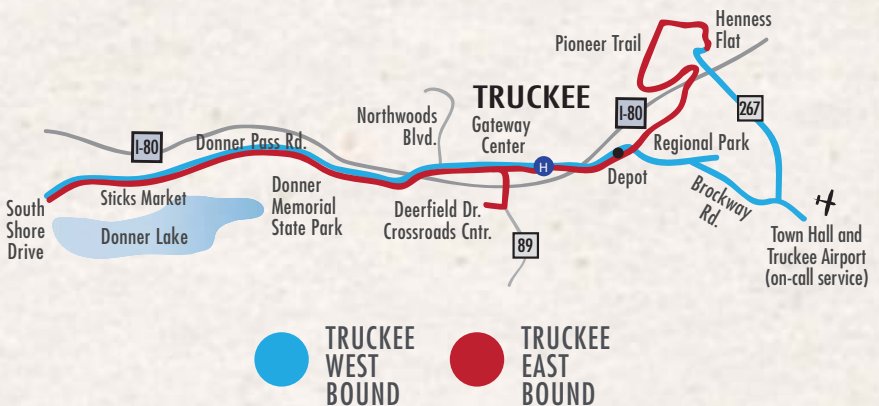 Henness
Flat
Pioneer Trail
TRUCKEE
I-80
267
Northwoods
Blvd.
Gateway
Center
H
I-80
Donner Pass Rd.
Regional Park
Depot
Brockway
Rd.
Sticks Market
Donner
Memorial
State Park
South
Shore
Drive
Donner Lake
Deerfield Dr.
Crossroads Cntr.
89
Town Hall and
Truckee Airport
(on-call service)
TRUCKEE
WEST
BOUND
TRUCKEE
EAST
BOUND